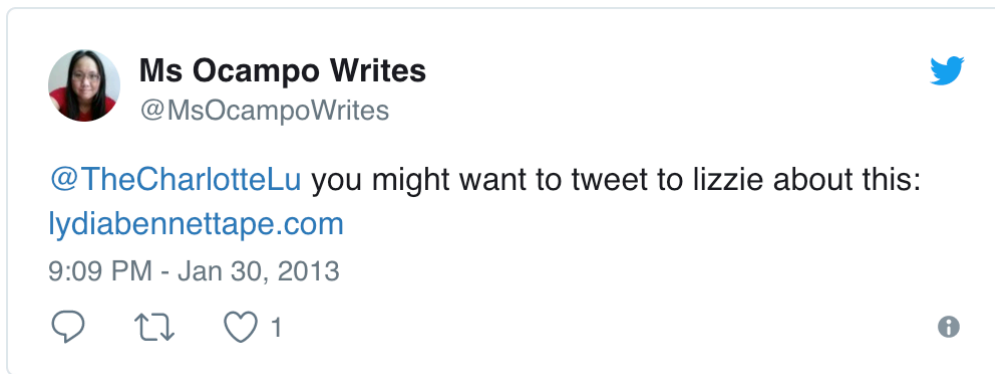 Ms Ocampo Writes
@MsOcampoWrites
@TheCharlotteLu you might want to tweet to lizzie about this:
lydiabennettape.com
9:09 PM - Jan 30, 2013
1